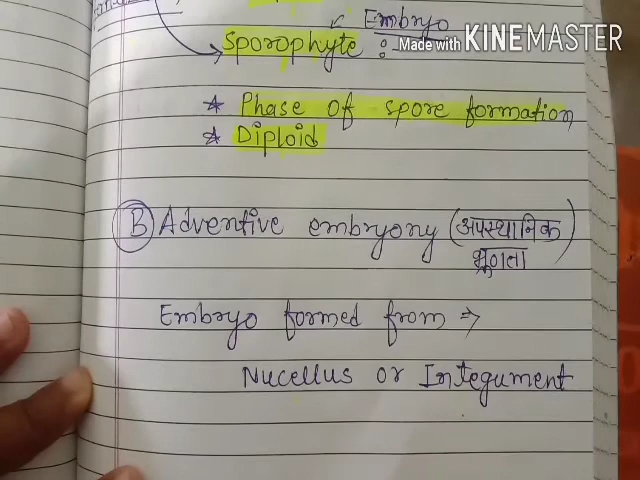 Embryo
Sporophyte :-
Made with KINEMASTER
* Phase of spore formation
* Diploid
(B) Adventive embryony (अपस्थानिक
भ्रूणता)
Embryo formed from ⇒
Nucellus or Integument